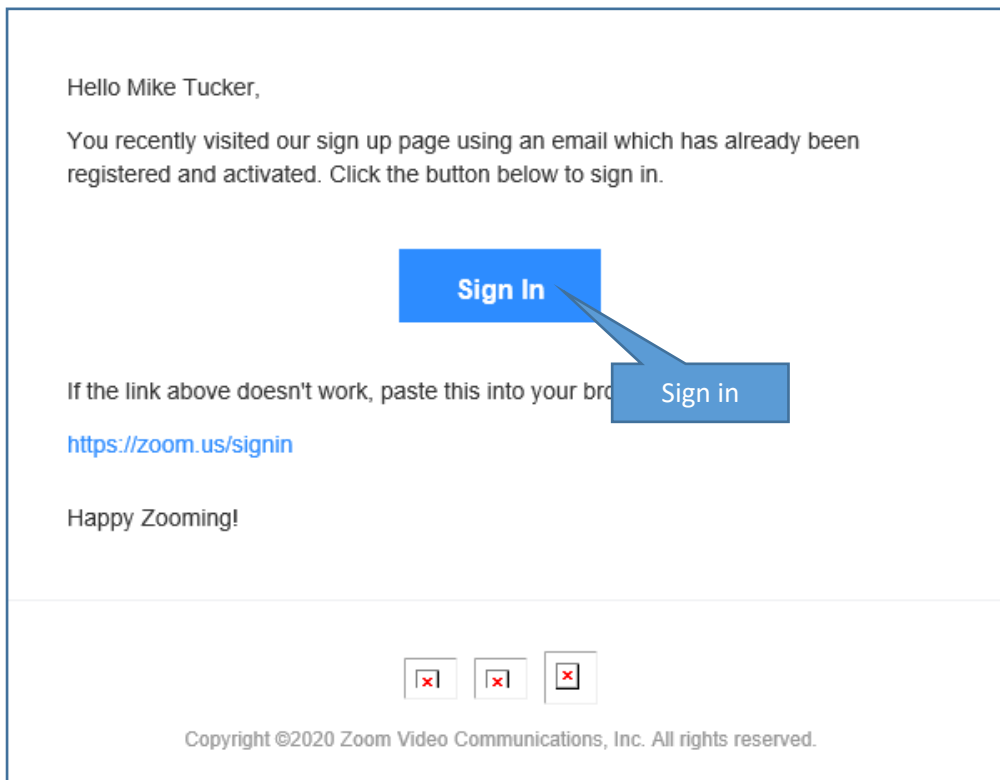 Hello Mike Tucker,
You recently visited our sign up page using an email which has already been
registered and activated. Click the button below to sign in.
Sign In
If the link above doesn't work, paste this into your
Sign in
https://zoom.us/signin
Happy Zooming!
Copyright ©2020 Zoom Video Communications, Inc. All rights reserved.